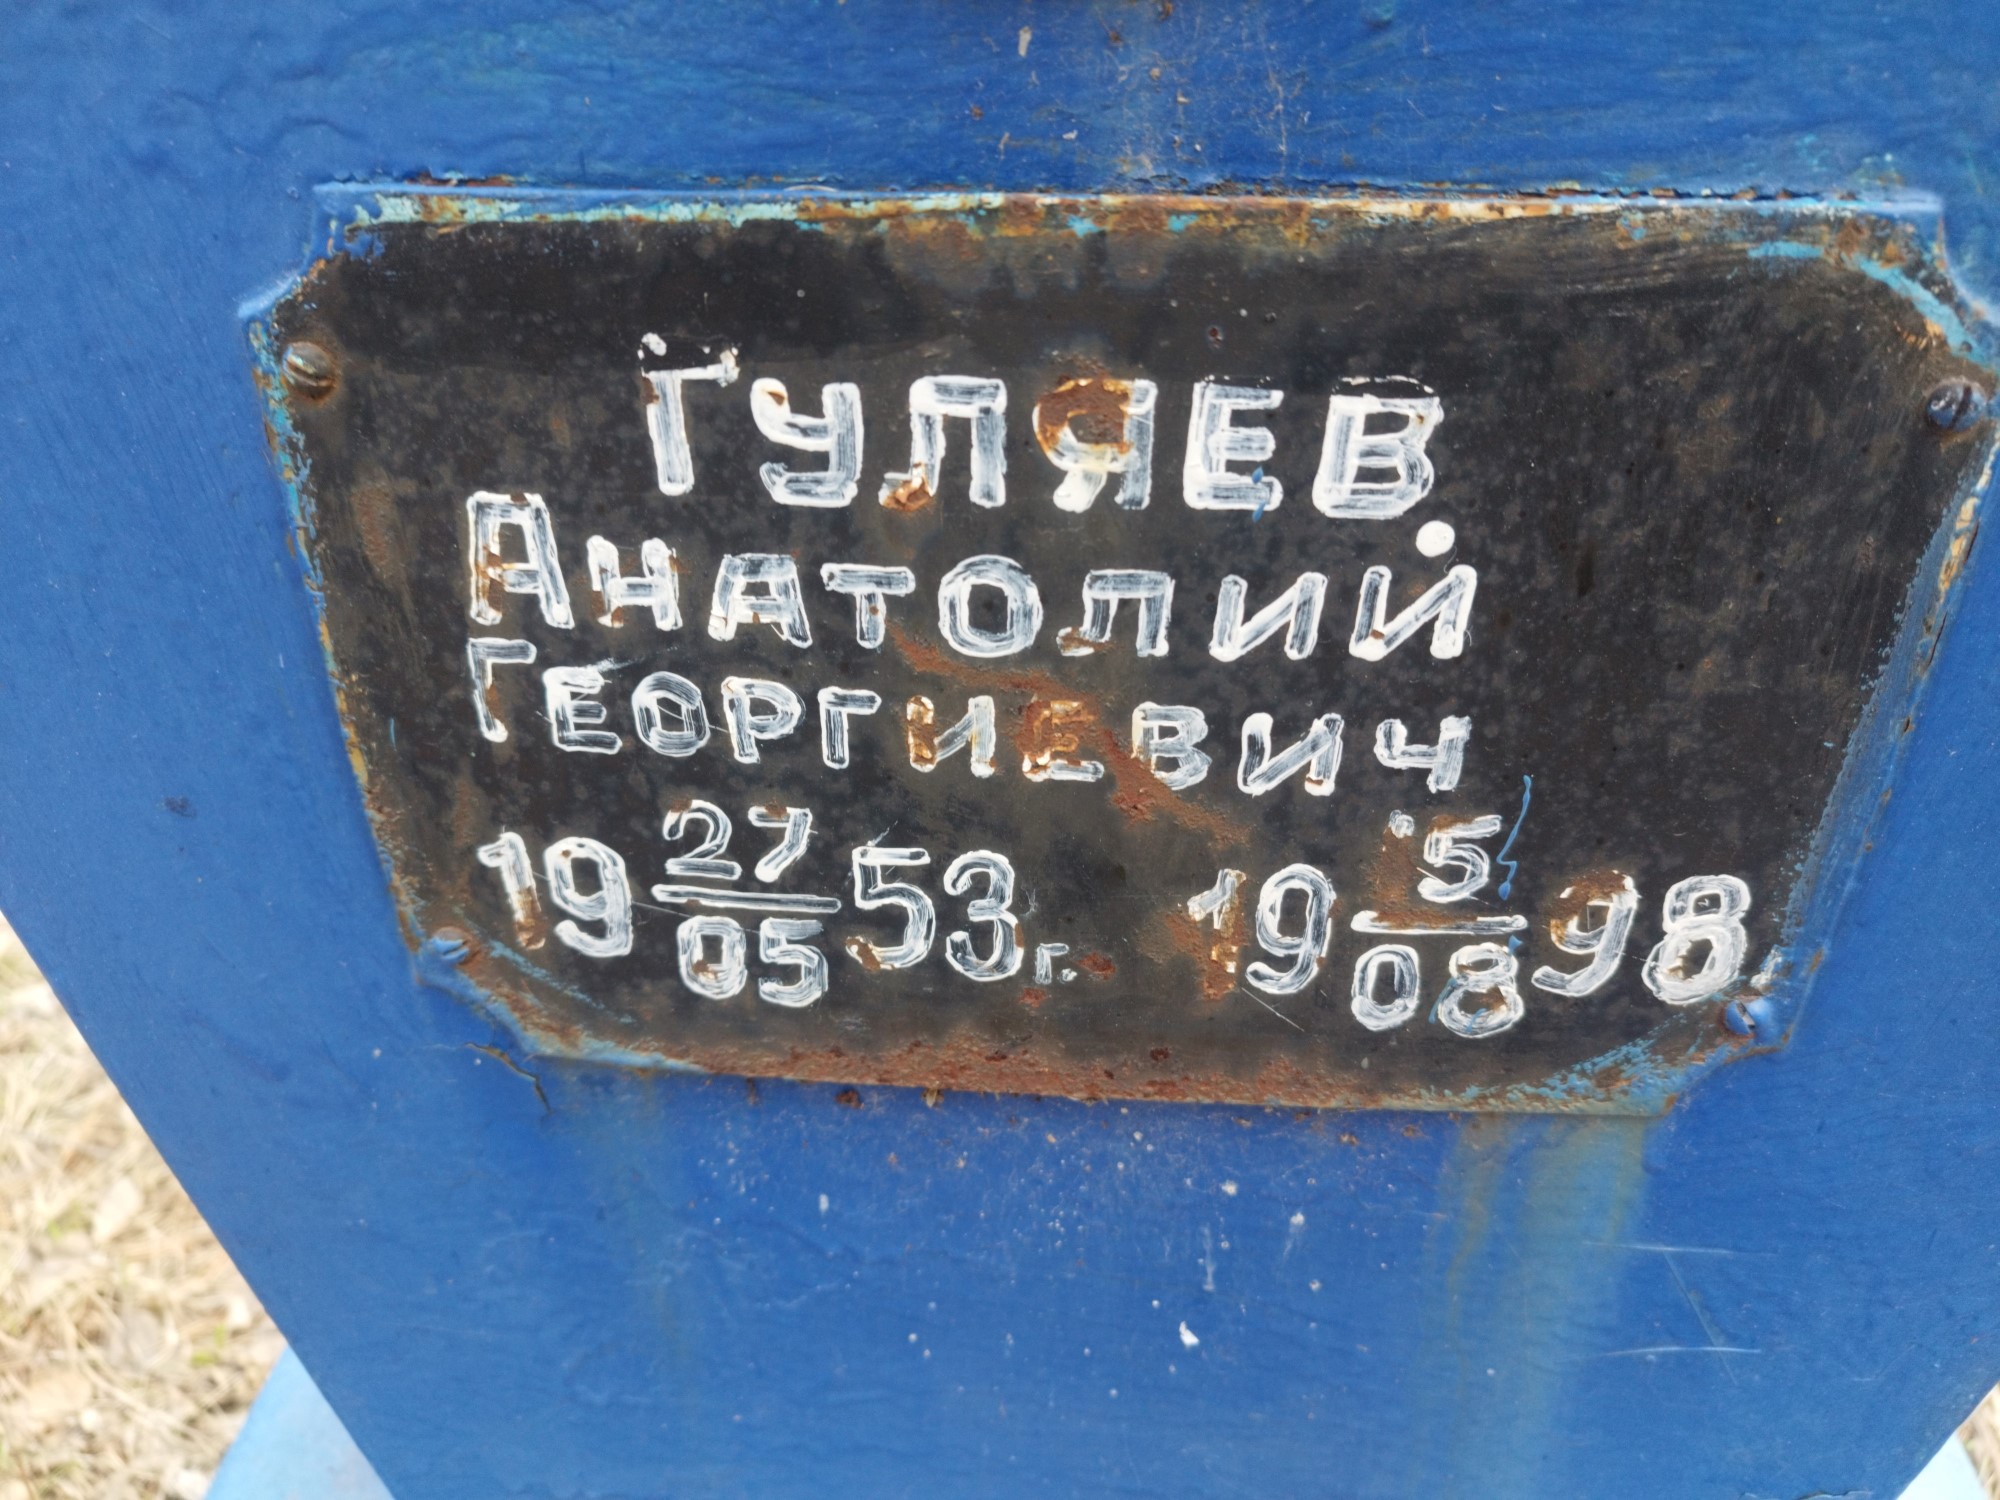 Гуляев
Анатолий
Георгиевич
19 27/05 53 г. 19 5/08 98